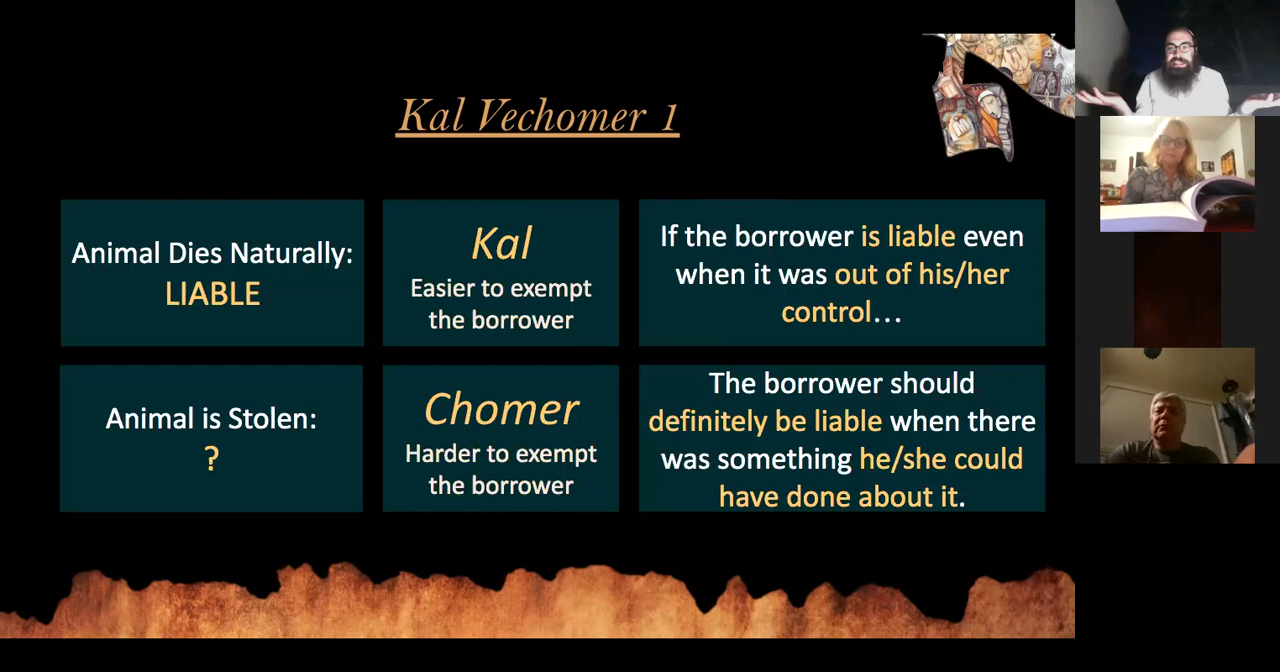 Kal Vechomer 1
Animal Dies Naturally:
LIABLE
Kal
Easier to exempt
the borrower
If the borrower is liable even
when it was out of his/her
control…
Animal is Stolen:
?
Chomer
Harder to exempt
the borrower
The borrower should
definitely be liable when there
was something he/she could
have done about it.